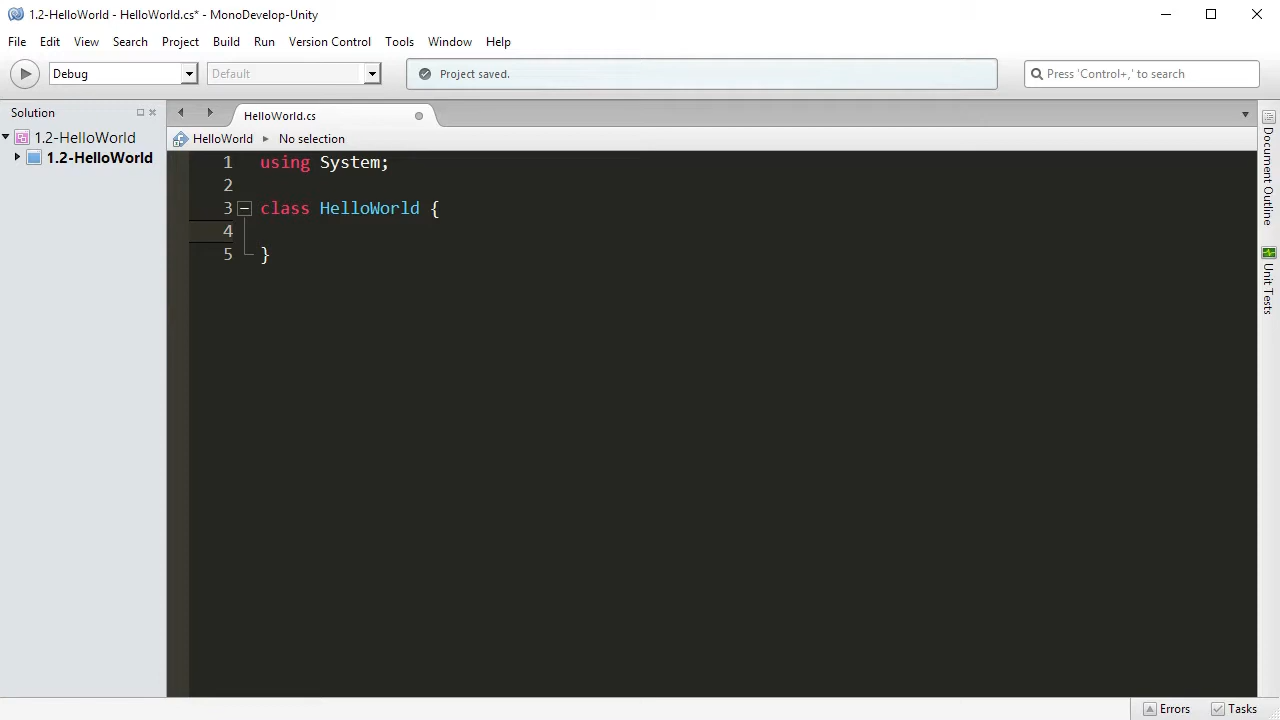 1.2-HelloWorld - HelloWorld.cs* - MonoDevelop-Unity
File Edit View Search Project Build Run Version Control Tools Window Help
Debug Default Project saved. Press 'Control+,' to search
Solution HelloWorld.cs
1.2-HelloWorld HelloWorld No selection
1.2-HelloWorld
1 using System;
2
3 class HelloWorld {
4
5 }
Document Outline
Unit Tests
Errors Tasks